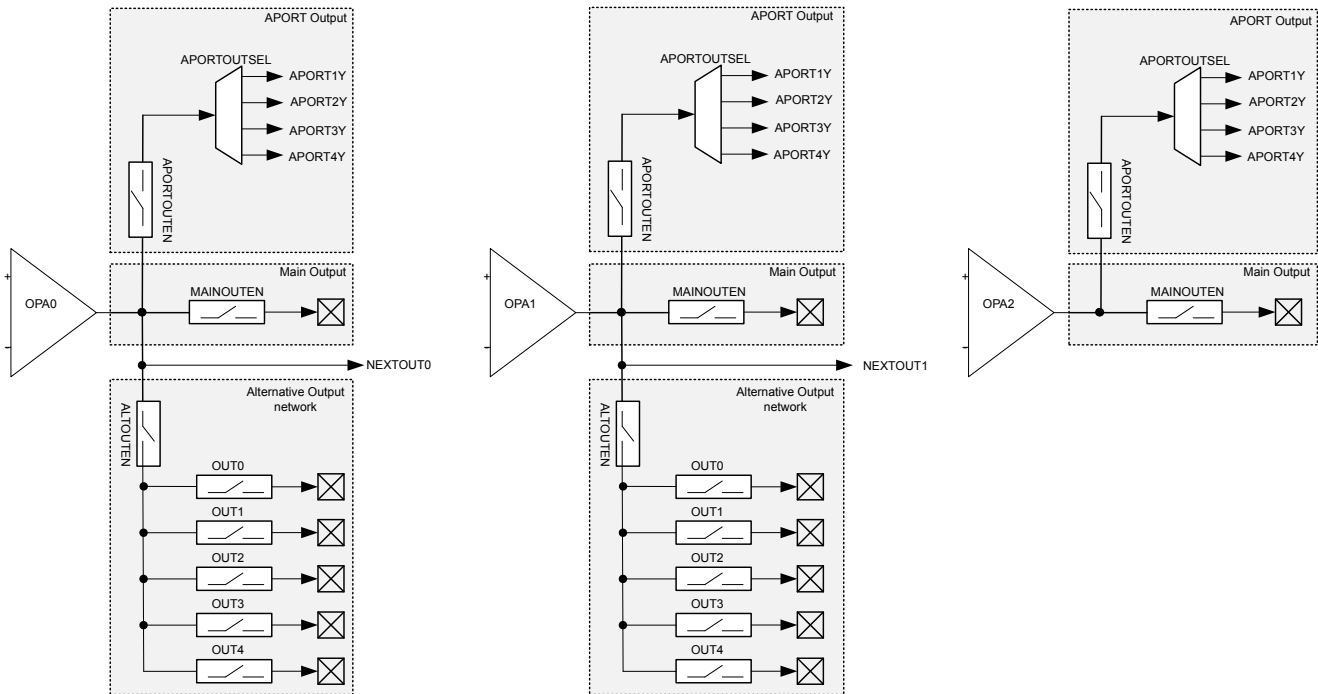 APORT Output
APORTOUTSEL
APORT1Y
APORT2Y
APORT3Y
APORT4Y
APORTOUTEN
Main Output
+
OPA0
MAINOUTEN
-
NEXTOUT0
Alternative Output
network
ALTOUTEN
OUT0
OUT1
OUT2
OUT3
OUT4
APORT Output
APORTOUTSEL
APORT1Y
APORT2Y
APORT3Y
APORT4Y
APORTOUTEN
Main Output
+
OPA1
MAINOUTEN
-
NEXTOUT1
Alternative Output
network
ALTOUTEN
OUT0
OUT1
OUT2
OUT3
OUT4
APORT Output
APORTOUTSEL
APORT1Y
APORT2Y
APORT3Y
APORT4Y
APORTOUTEN
Main Output
+
OPA2
MAINOUTEN
-